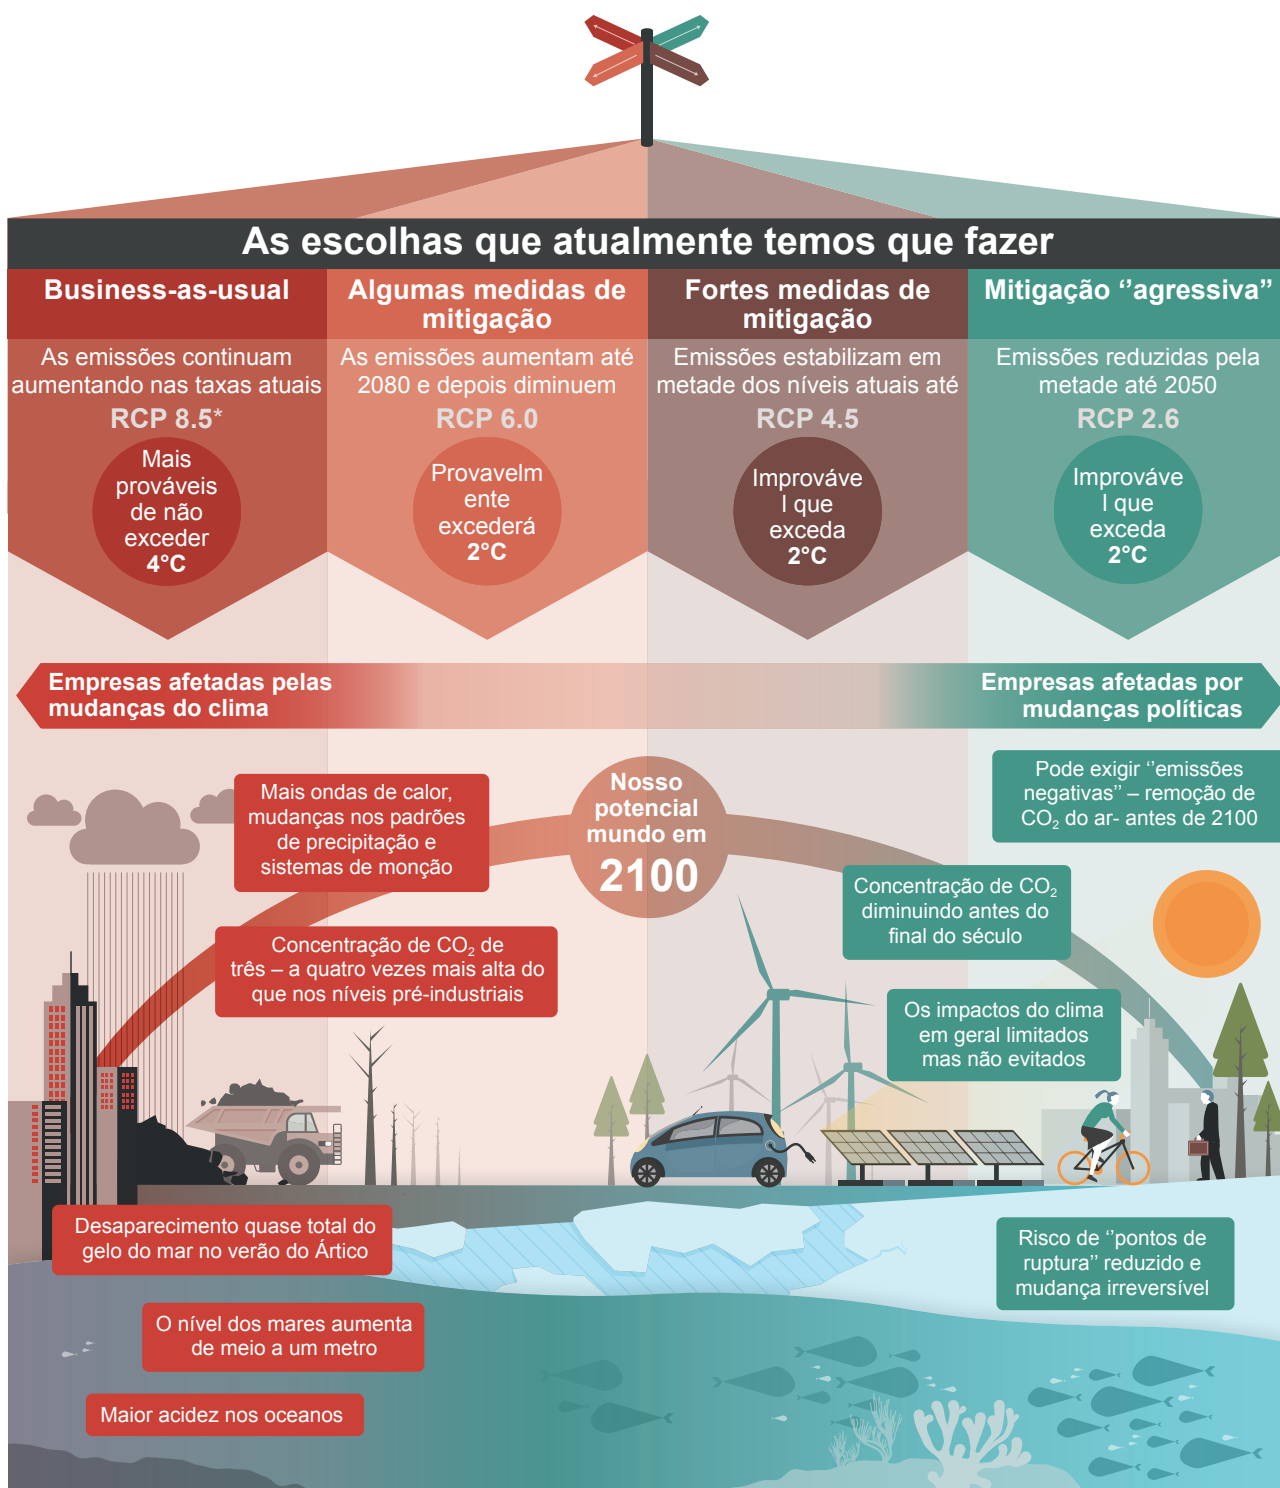 As escolhas que atualmente temos que fazer
Business-as-usual
As emissões continuam
aumentando nas taxas atuais
RCP 8.5*
Mais
prováveis
de não
exceder
4°C
Algumas medidas de
mitigação
As emissões aumentam até
2080 e depois diminuem
RCP 6.0
Provavelm
ente
excederá
2°C
Fortes medidas de
mitigação
Emissões estabilizam em
metade dos níveis atuais até
RCP 4.5
Improváve
l que
exceda
2°C
Mitigação ‘‘agressiva’’
Emissões reduzidas pela
metade até 2050
RCP 2.6
Improváve
l que
exceda
2°C
Empresas afetadas pelas
mudanças do clima
Empresas afetadas por
mudanças políticas
Nosso
potencial
mundo em
2100
Mais ondas de calor,
mudanças nos padrões
de precipitação e
sistemas de monção
Concentração de CO₂ de
três – a quatro vezes mais alta do
que nos níveis pré-industriais
Pode exigir ‘‘emissões
negativas’’ – remoção de
CO₂ do ar- antes de 2100
Concentração de CO₂
diminuindo antes do
final do século
Os impactos do clima
em geral limitados
mas não evitados
Desaparecimento quase total do
gelo do mar no verão do Ártico
Risco de ‘‘pontos de
ruptura’’ reduzido e
mudança irreversível
O nível dos mares aumenta
de meio a um metro
Maior acidez nos oceanos